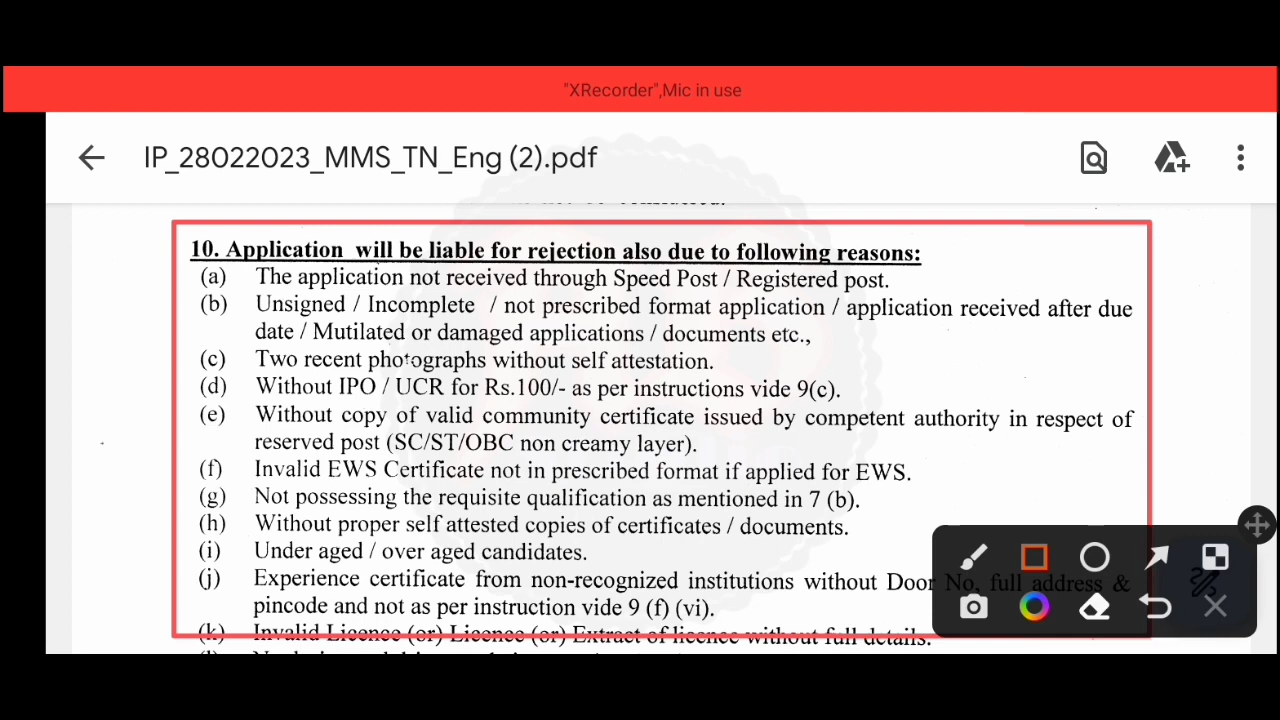 "XRecorder",Mic in use
IP_28022023_MMS_TN_Eng (2).pdf
10. Application will be liable for rejection also due to following reasons:
(a) The application not received through Speed Post / Registered post.
(b) Unsigned / Incomplete / not prescribed format application / application received after due
date / Mutilated or damaged applications / documents etc.,
(c) Two recent photographs without self attestation.
(d) Without IPO / UCR for Rs.100/- as per instructions vide 9(c).
(e) Without copy of valid community certificate issued by competent authority in respect of
reserved post (SC/ST/OBC non creamy layer).
(f) Invalid EWS Certificate not in prescribed format if applied for EWS.
(g) Not possessing the requisite qualification as mentioned in 7 (b).
(h) Without proper self attested copies of certificates / documents.
(i) Under aged / over aged candidates.
(j) Experience certificate from non-recognized institutions without Door No, full address &
pincode and not as per instruction vide 9 (f) (vi).
(k) Invalid Licence (or) Licence (or) Extract of licence without full details.